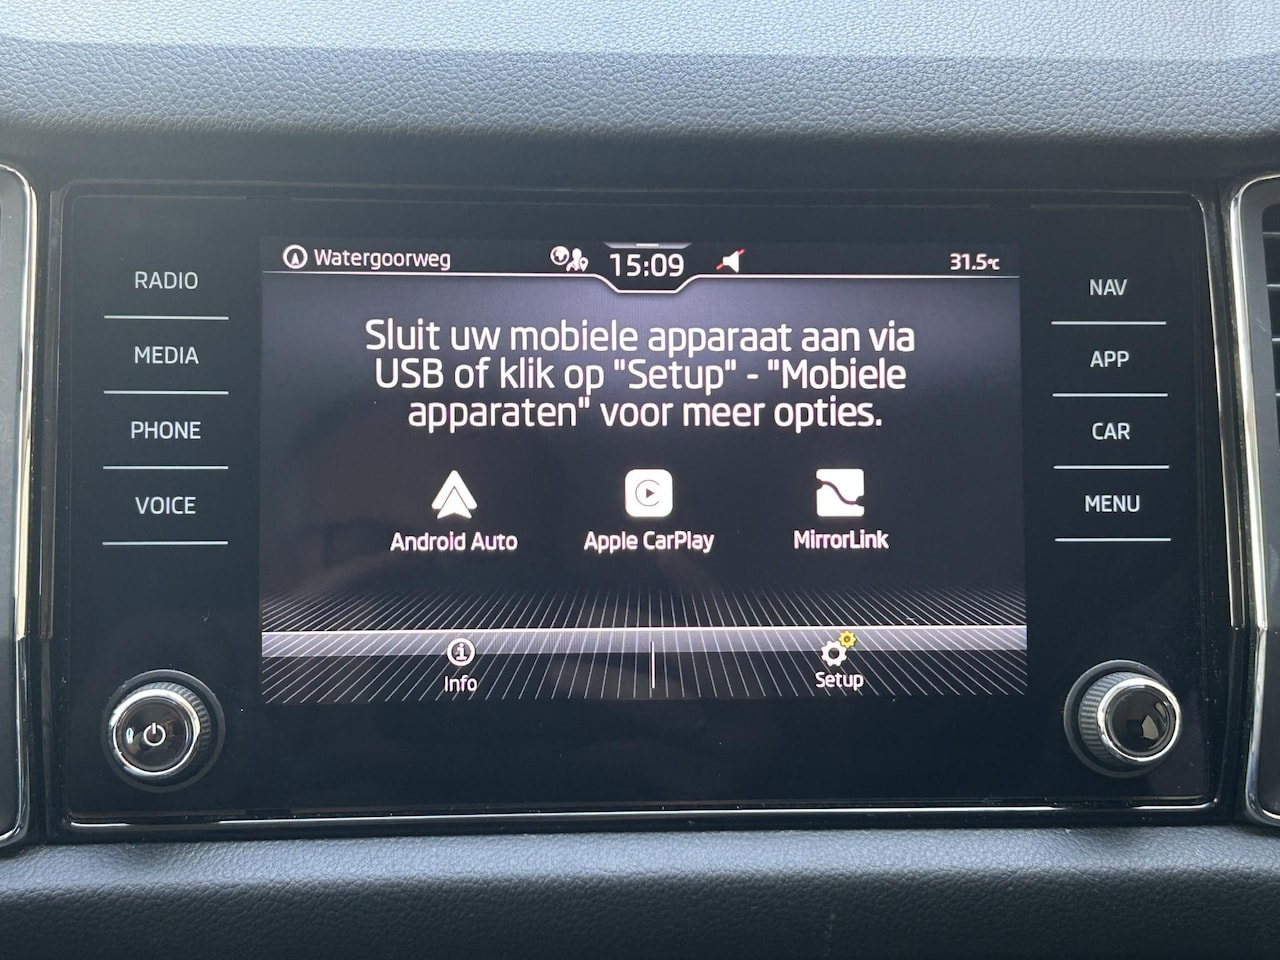 Watergoorweg 15:09 31.5°C
RADIO
MEDIA
PHONE
VOICE
Sluit uw mobiele apparaat aan via
USB of klik op "Setup" - "Mobiele
apparaten" voor meer opties.
Android Auto Apple CarPlay MirrorLink
Info Setup
NAV
APP
CAR
MENU